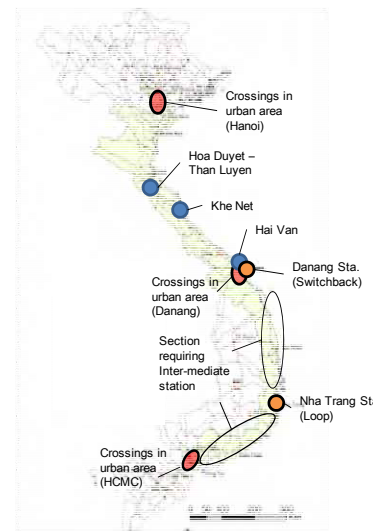 Crossings in
urban area
(Hanoi)
Hoa Duyet –
Than Luyen
Khe Net
Hai Van
Danang Sta.
(Switchback)
Crossings in
urban area
(Danang)
Section
requiring
Inter-mediate
station
Nha Trang St
(Loop)
Crossings in
urban area
(HCMC)